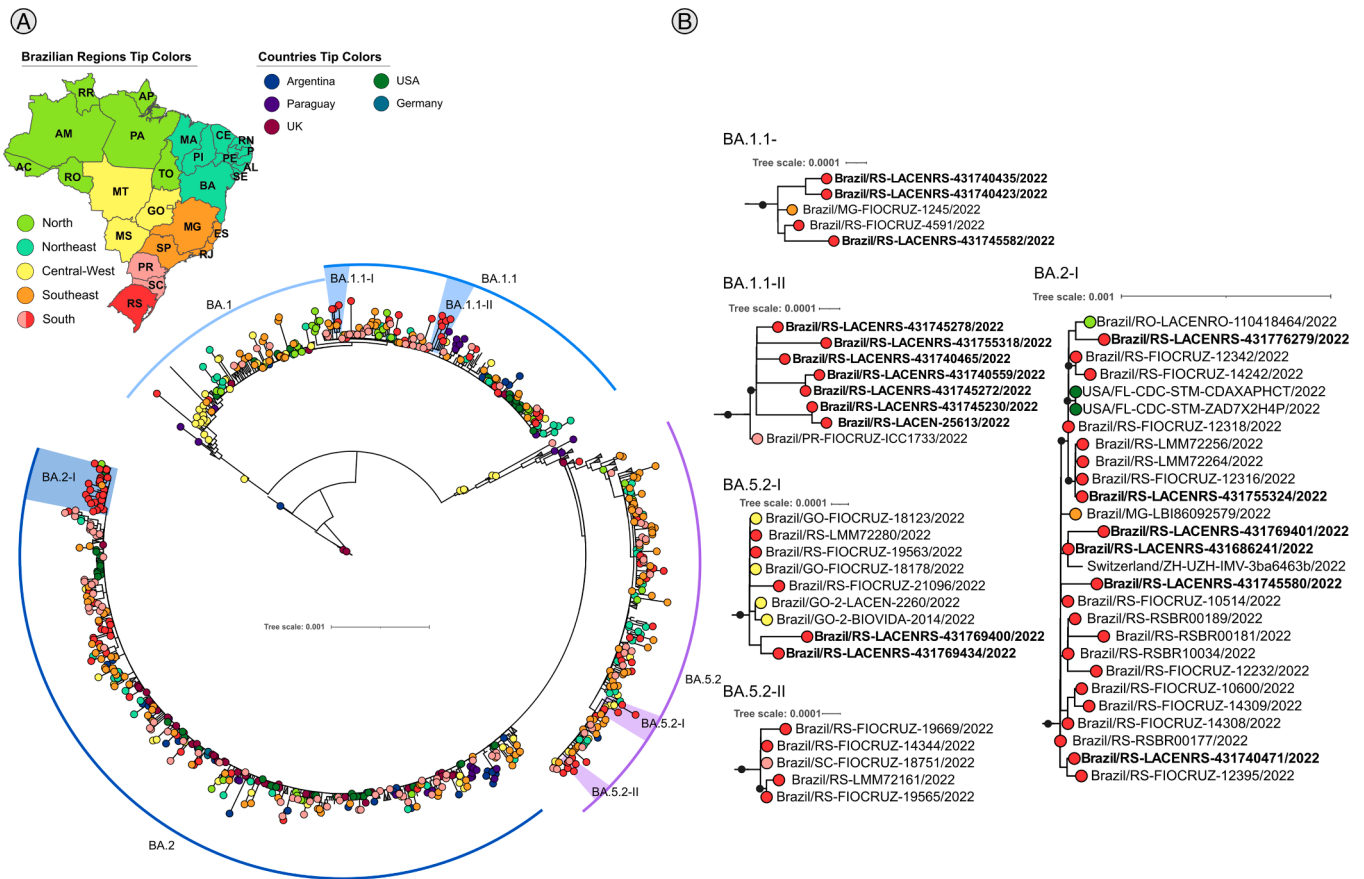 A
Brazilian Regions Tip Colors
Countries Tip Colors
Argentina
USA
Paraguay
Germany
UK
RR
AP
AM
PA
MA
CE
RN
P
PI
PE
AL
AC
RO
TO
SE
BA
MT
GO
MS
MG
ES
SP
RJ
PR
SC
RS
North
Northeast
Central-West
Southeast
South
BA.1
BA.1.1-I
BA.1.1
BA.1.1-II
BA.2-I
Tree scale: 0.001
BA.5.2
BA.5.2-I
BA.5.2-II
BA.2
B
BA.1.1-
Tree scale: 0.0001
Brazil/RS-LACENRS-431740435/2022
Brazil/RS-LACENRS-431740423/2022
Brazil/MG-FIOCRUZ-1245/2022
Brazil/RS-FIOCRUZ-4591/2022
Brazil/RS-LACENRS-431745582/2022
BA.1.1-II
Tree scale: 0.0001
Brazil/RS-LACENRS-431745278/2022
Brazil/RS-LACENRS-431755318/2022
Brazil/RS-LACENRS-431740465/2022
Brazil/RS-LACENRS-431740559/2022
Brazil/RS-LACENRS-431745272/2022
Brazil/RS-LACENRS-431745230/2022
Brazil/RS-LACEN-25613/2022
Brazil/PR-FIOCRUZ-ICC1733/2022
BA.5.2-I
Tree scale: 0.0001
Brazil/GO-FIOCRUZ-18123/2022
Brazil/RS-LMM72280/2022
Brazil/RS-FIOCRUZ-19563/2022
Brazil/GO-FIOCRUZ-18178/2022
Brazil/RS-FIOCRUZ-21096/2022
Brazil/GO-2-LACEN-2260/2022
Brazil/GO-2-BIOVIDA-2014/2022
Brazil/RS-LACENRS-431769400/2022
Brazil/RS-LACENRS-431769434/2022
BA.5.2-II
Tree scale: 0.0001
Brazil/RS-FIOCRUZ-19669/2022
Brazil/RS-FIOCRUZ-14344/2022
Brazil/SC-FIOCRUZ-18751/2022
Brazil/RS-LMM72161/2022
Brazil/RS-FIOCRUZ-19565/2022
BA.2-I
Tree scale: 0.001
Brazil/RO-LACENRO-110418464/2022
Brazil/RS-LACENRS-431776279/2022
Brazil/RS-FIOCRUZ-12342/2022
Brazil/RS-FIOCRUZ-14242/2022
USA/FL-CDC-STM-CDAXAPHCT/2022
USA/FL-CDC-STM-ZAD7X2H4P/2022
Brazil/RS-FIOCRUZ-12318/2022
Brazil/RS-LMM72256/2022
Brazil/RS-LMM72264/2022
Brazil/RS-FIOCRUZ-12316/2022
Brazil/RS-LACENRS-431755324/2022
Brazil/MG-LBI86092579/2022
Brazil/RS-LACENRS-431769401/2022
Brazil/RS-LACENRS-431686241/2022
Switzerland/ZH-UZH-IMV-3ba6463b/2022
Brazil/RS-LACENRS-431745580/2022
Brazil/RS-FIOCRUZ-10514/2022
Brazil/RS-RSBR00189/2022
Brazil/RS-RSBR00181/2022
Brazil/RS-RSBR10034/2022
Brazil/RS-FIOCRUZ-12232/2022
Brazil/RS-FIOCRUZ-10600/2022
Brazil/RS-FIOCRUZ-14309/2022
Brazil/RS-FIOCRUZ-14308/2022
Brazil/RS-RSBR00177/2022
Brazil/RS-LACENRS-431740471/2022
Brazil/RS-FIOCRUZ-12395/2022